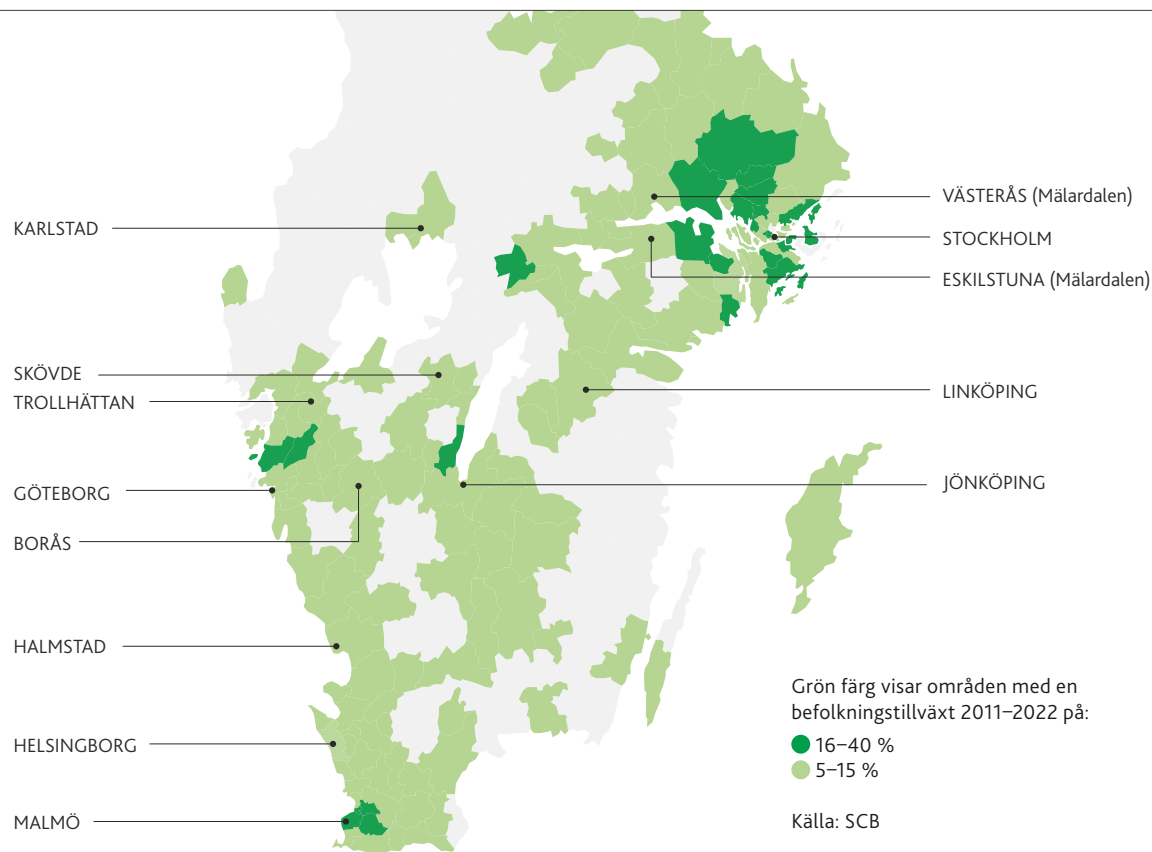 KARLSTAD
SKÖVDE
TROLLHÄTTAN
GÖTEBORG
BORÅS
HALMSTAD
HELSINGBORG
MALMÖ
VÄSTERÅS (Mälardalen)
STOCKHOLM
ESKILSTUNA (Mälardalen)
LINKÖPING
JÖNKÖPING
Grön färg visar områden med en
befolkningstillväxt 2011–2022 på:
16–40 %
5–15 %
Källa: SCB